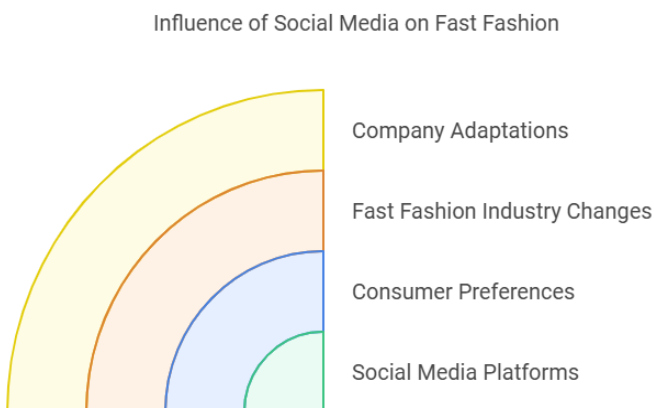 Influence of Social Media on Fast Fashion
Company Adaptations
Fast Fashion Industry Changes
Consumer Preferences
Social Media Platforms